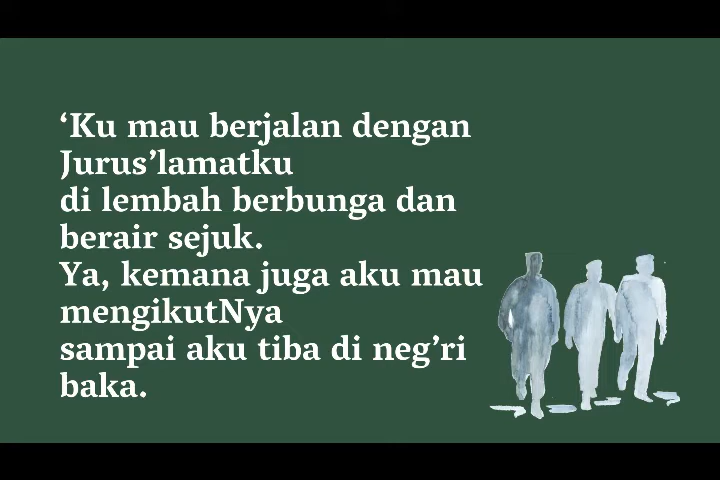 ‘Ku mau berjalan dengan
Jurus’lamatku
di lembah berbunga dan
berair sejuk.
Ya, kemana juga aku mau
mengikutNya
sampai aku tiba di neg’ri
baka.